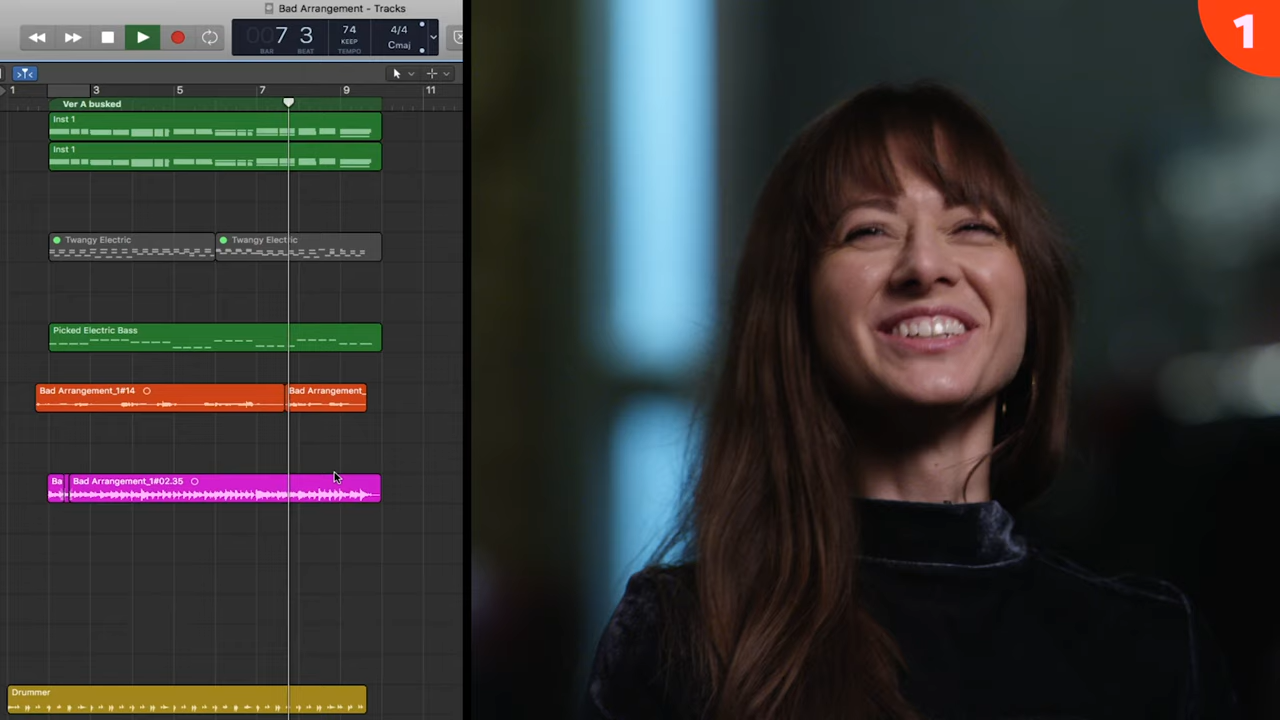 Bad Arrangement - Tracks
1
007 3
BAR BEAT
74
KEEP
TEMPO
4/4
Cmaj
1 3 5 7 9 11
Ver A busked
Inst 1
Inst 1
Twangy Electric Twangy Electric
Picked Electric Bass
Bad Arrangement_1#14 Bad Arrangement_
Ba Bad Arrangement_1#02.35
Drummer